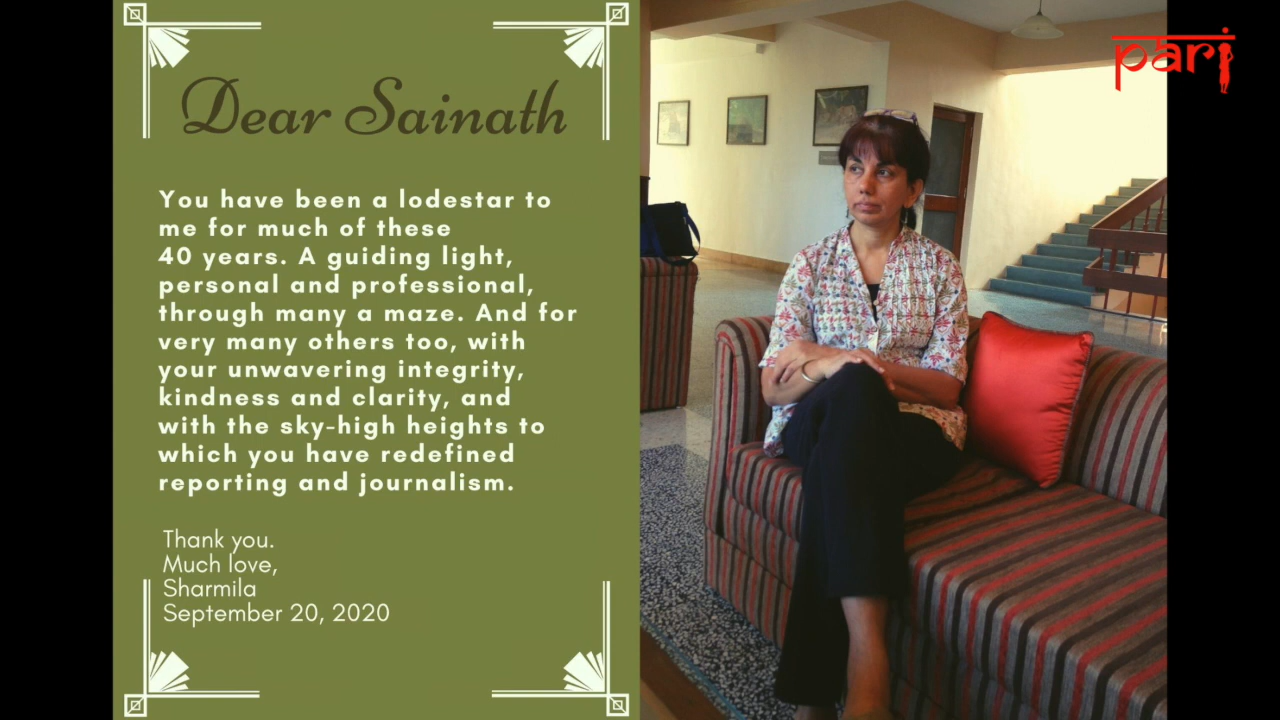 Dear Sainath
You have been a lodestar to
me for much of these
40 years. A guiding light,
personal and professional,
through many a maze. And for
very many others too, with
your unwavering integrity,
kindness and clarity, and
with the sky-high heights to
which you have redefined
reporting and journalism.
Thank you.
Much love,
Sharmila
September 20, 2020
pari